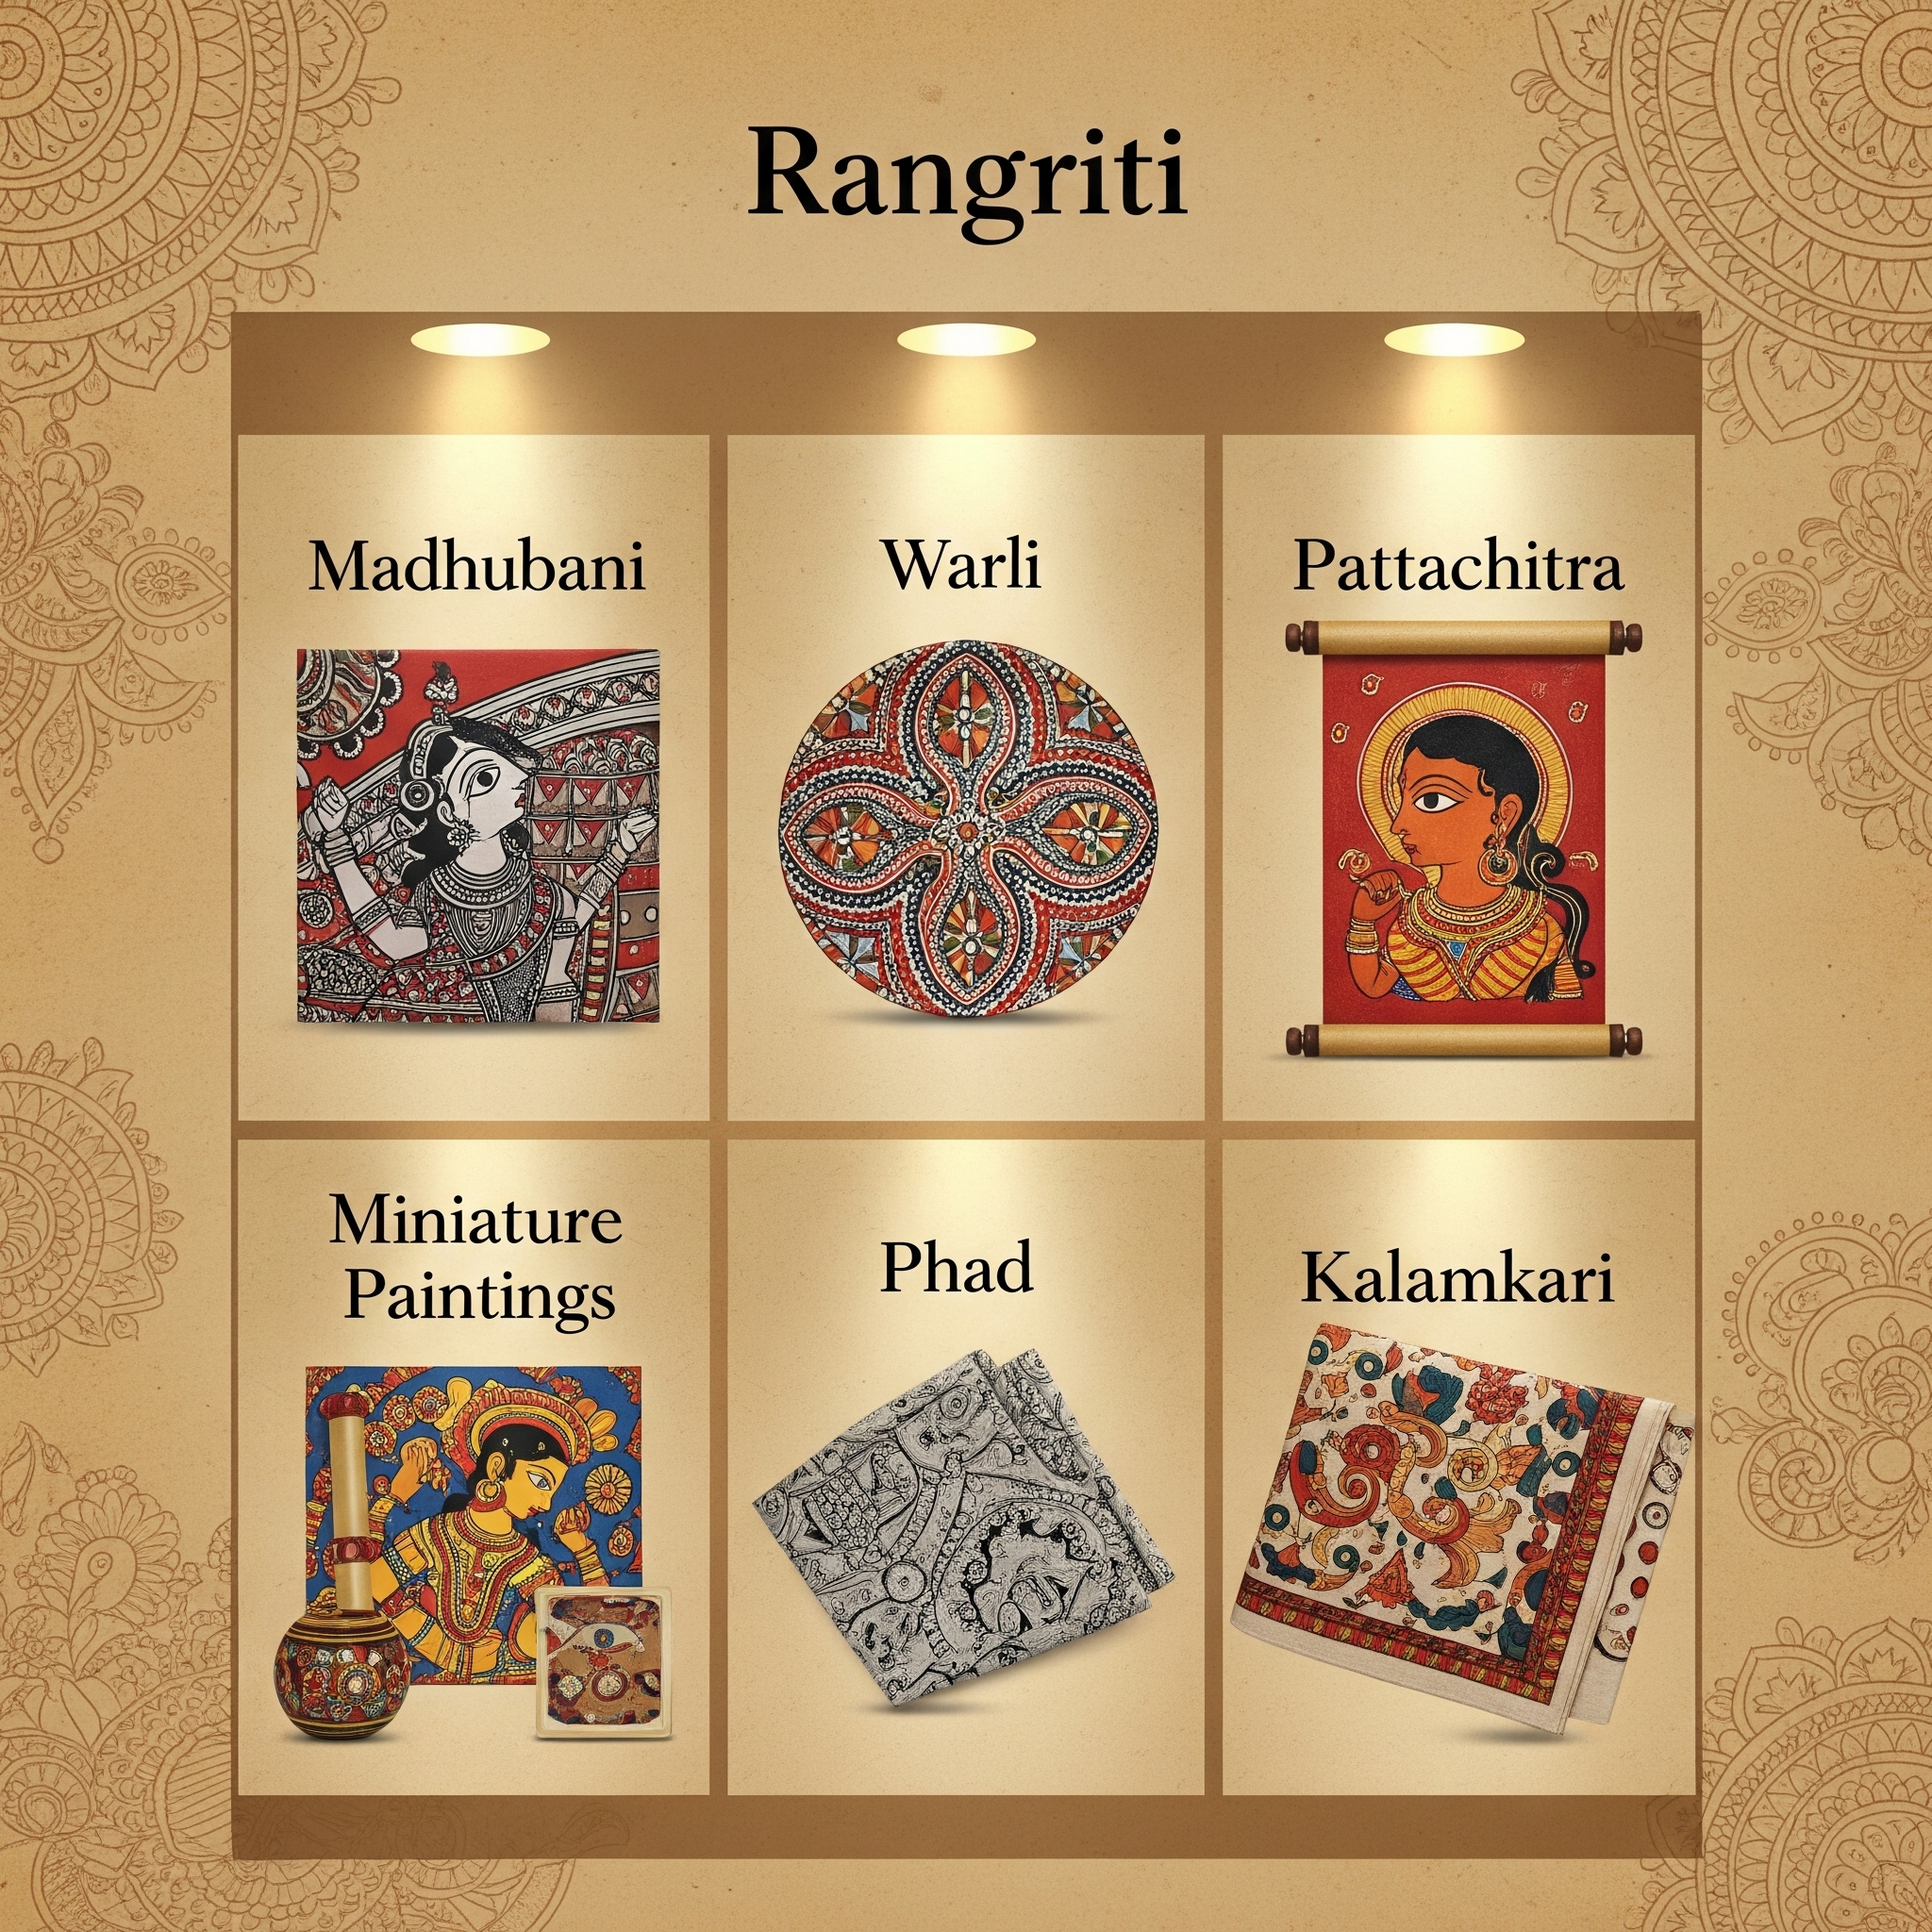 Rangriti
Madhubani
Warli
Pattachitra
Miniature
Paintings
Phad
Kalamkari